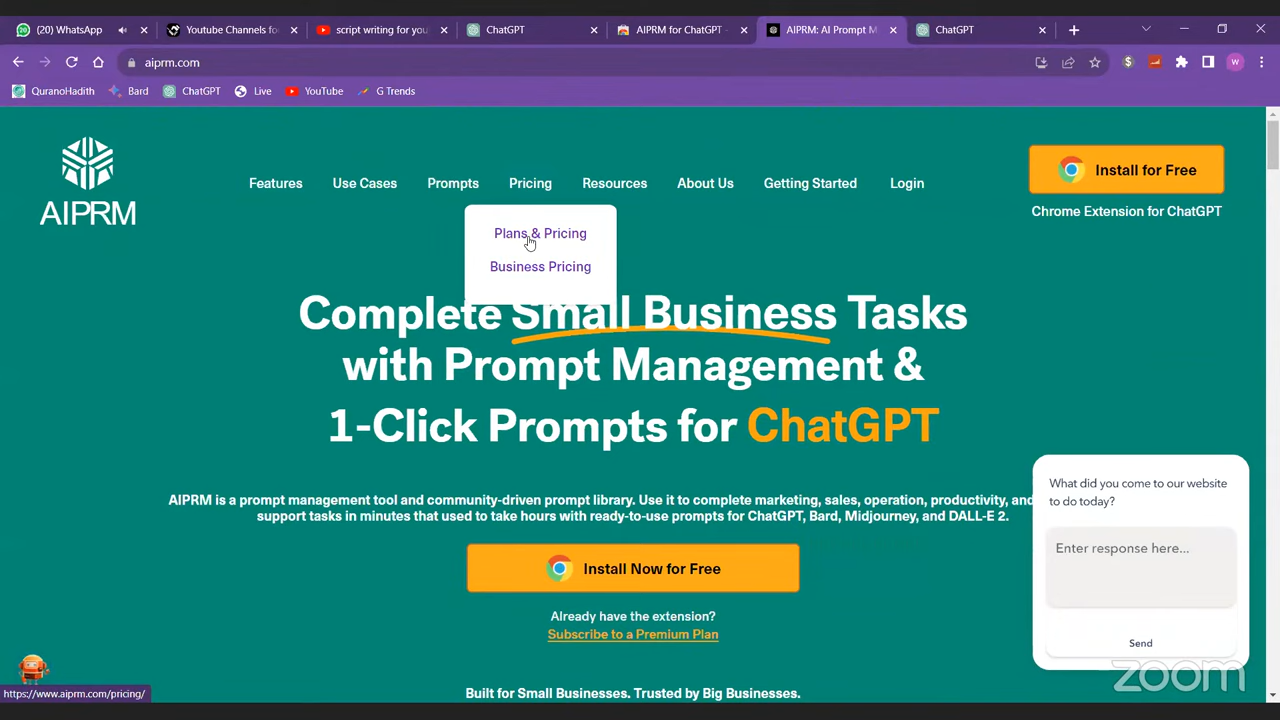 (20) WhatsApp
Youtube Channels fo
script writing for you
ChatGPT
AIPRM for ChatGPT -
AIPRM: AI Prompt M
ChatGPT
aiprm.com
W
QuranoHadith
Bard
ChatGPT
Live
YouTube
G Trends
AIPRM
Features
Use Cases
Prompts
Pricing
Resources
About Us
Getting Started
Login
Install for Free
Chrome Extension for ChatGPT
Plans & Pricing
Business Pricing
Complete Small Business Tasks
with Prompt Management &
1-Click Prompts for ChatGPT
AIPRM is a prompt management tool and community-driven prompt library. Use it to complete marketing, sales, operation, productivity, and
support tasks in minutes that used to take hours with ready-to-use prompts for ChatGPT, Bard, Midjourney, and DALL-E 2.
Install Now for Free
Already have the extension?
Subscribe to a Premium Plan
Built for Small Businesses. Trusted by Big Businesses.
What did you come to our website
to do today?
Enter response here...
Send
zoom
https://www.aiprm.com/pricing/